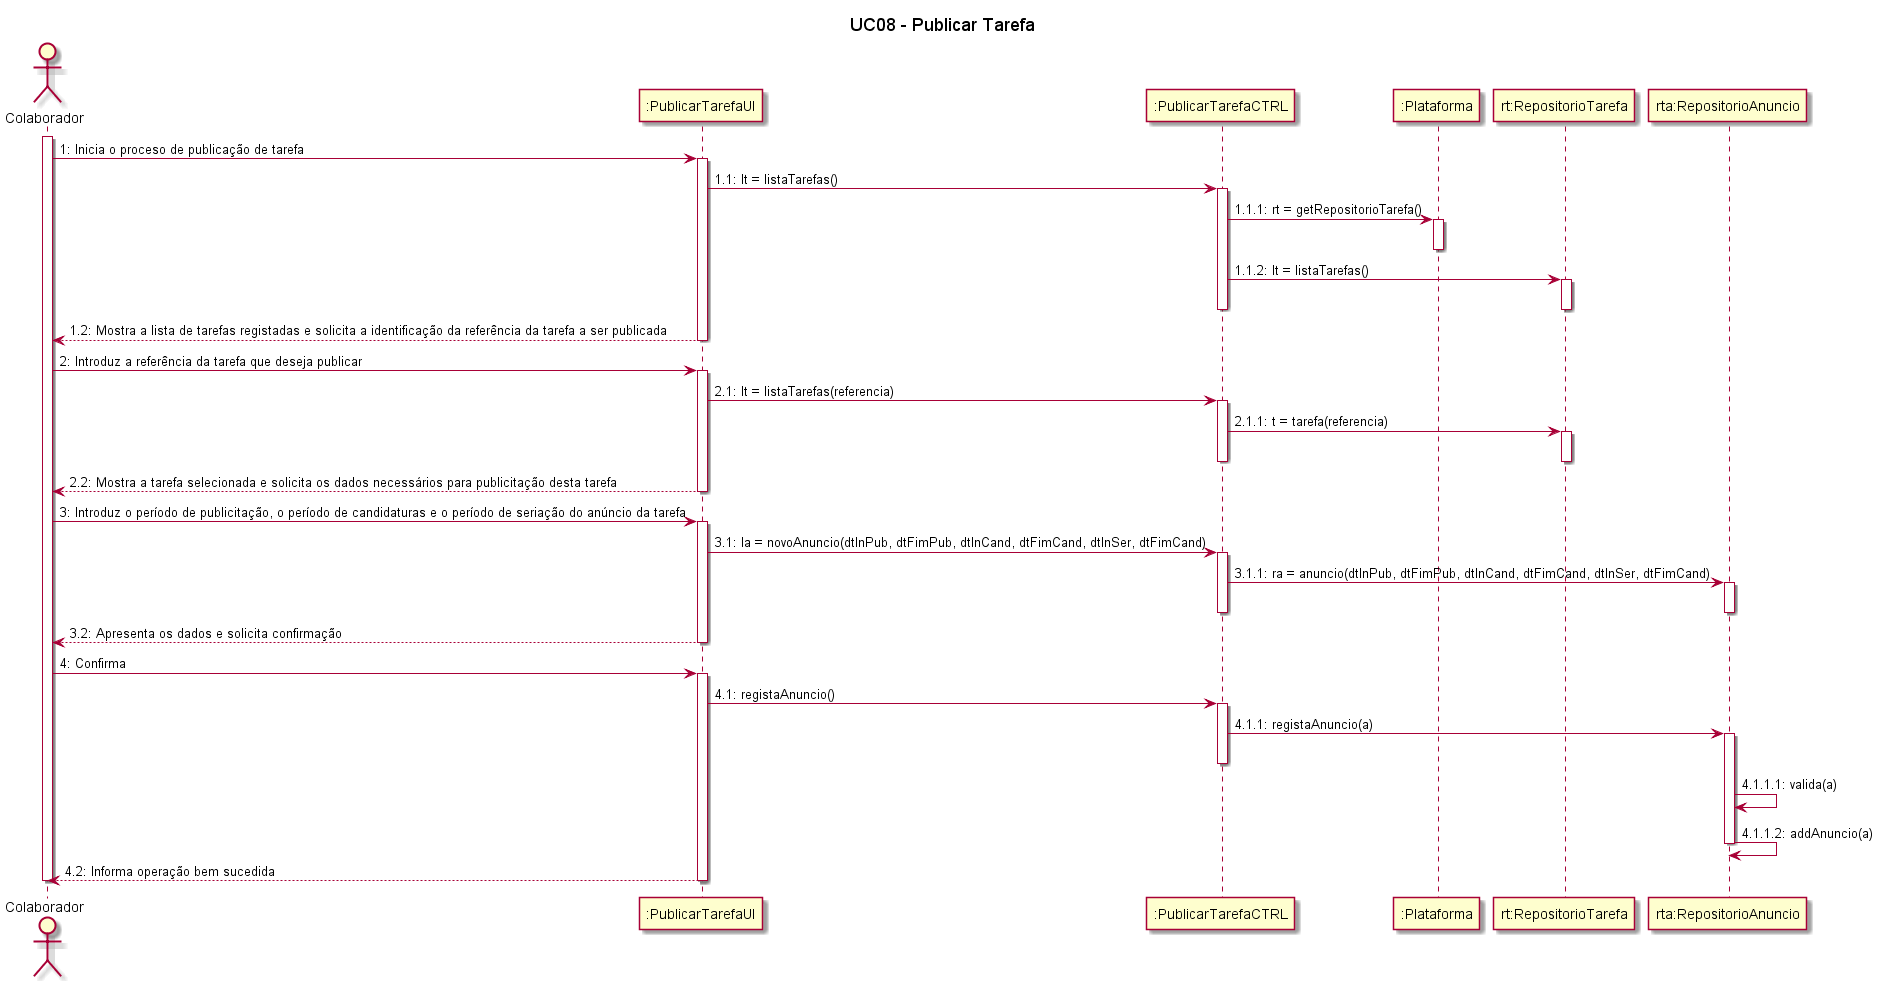 UC08 - Publicar Tarefa
Colaborador
:PublicarTarefaUI
:PublicarTarefaCTRL
:Plataforma
rt:RepositorioTarefa
rta:RepositorioAnuncio
1: Inicia o processo de publicação de tarefa
1.1: lt = listaTarefas()
1.1.1: rt = getRepositorioTarefa()
1.1.2: lt = listaTarefas()
1.2: Mostra a lista de tarefas registadas e solicita a identificação da referência da tarefa a ser publicada
2: Introduz a referência da tarefa que deseja publicar
2.1: lt = listaTarefas(referencia)
2.1.1: t = tarefa(referencia)
2.2: Mostra a tarefa selecionada e solicita os dados necessários para publicitação desta tarefa
3: Introduz o período de publicitação, o período de candidaturas e o período de seriação do anúncio da tarefa
3.1: la = novoAnuncio(dtInPub, dtFimPub, dtInCand, dtFimCand, dtInSer, dtFimCand)
3.1.1: ra = anuncio(dtInPub, dtFimPub, dtInCand, dtFimCand, dtInSer, dtFimCand)
3.2: Apresenta os dados e solicita confirmação
4: Confirma
4.1: registaAnuncio()
4.1.1: registaAnuncio(a)
4.1.1.1: valida(a)
4.1.1.2: addAnuncio(a)
4.2: Informa operação bem sucedida
Colaborador
:PublicarTarefaUI
:PublicarTarefaCTRL
:Plataforma
rt:RepositorioTarefa
rta:RepositorioAnuncio